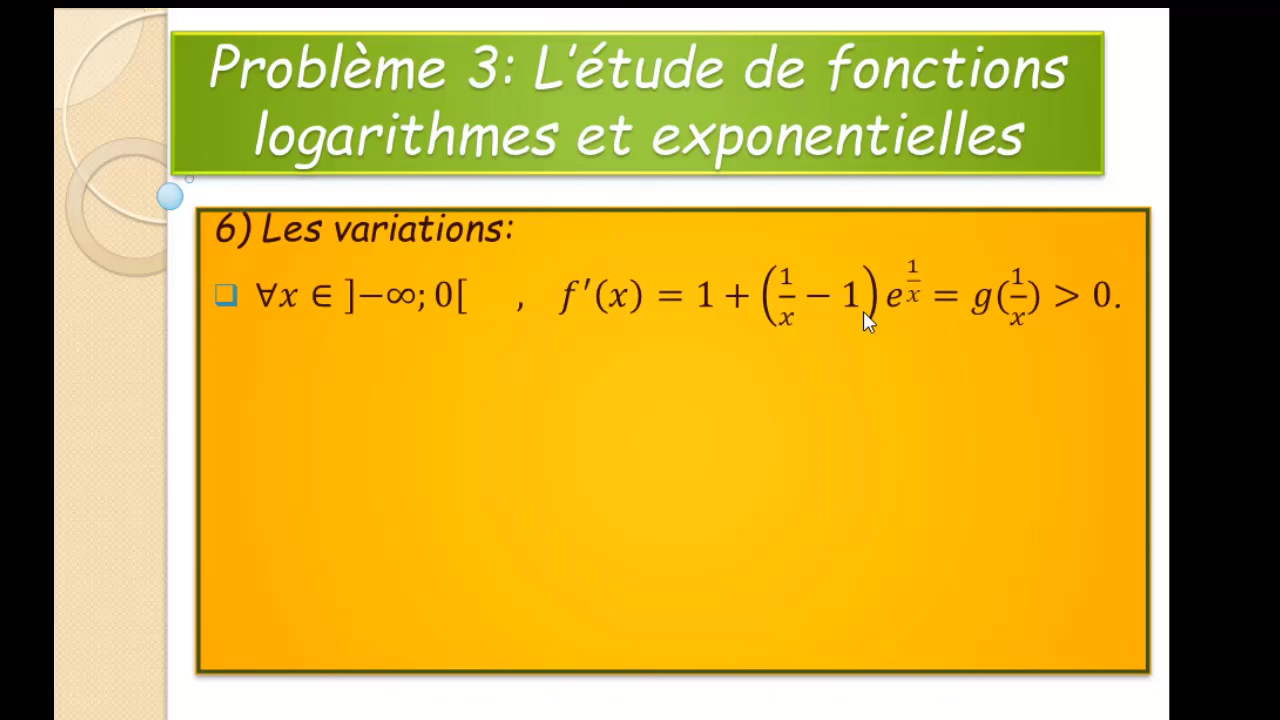 Problème 3: L'étude de fonctions
logarithmes et exponentielles
6) Les variations:
❑ ∀x ∈ ]−∞; 0[ , f′(x) = 1 + (1/x − 1) e^(1/x) = g(1/x) > 0.